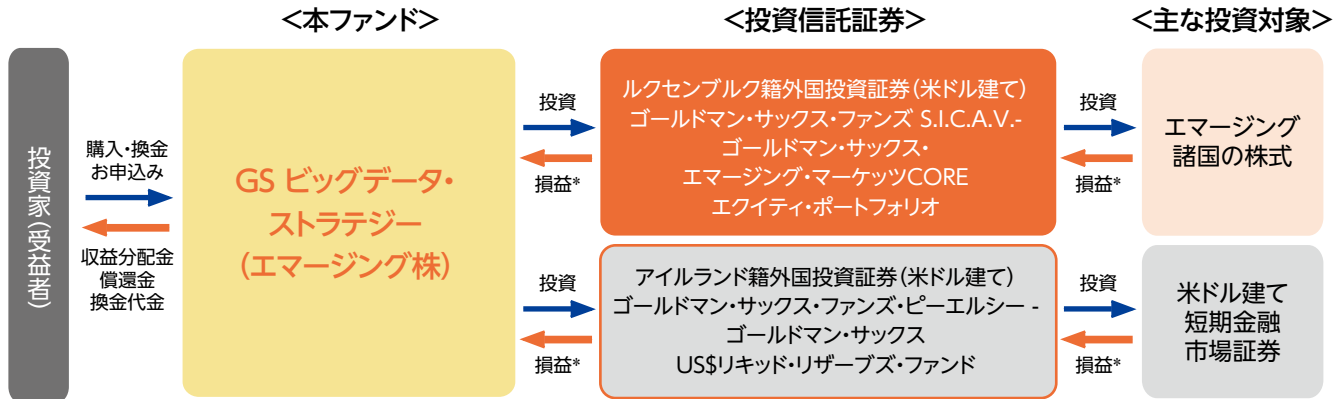 ＜本ファンド＞
＜投資信託証券＞
＜主な投資対象＞
投資家（受益者）
購入・換金
お申込み
収益分配金
償還金
換金代金
GS ビッグデータ・
ストラテジー
（エマージング株）
投資
損益*
ルクセンブルク籍外国投資証券（米ドル建て）
ゴールドマン・サックス・ファンズ S.I.C.A.V.-
ゴールドマン・サックス・
エマージング・マーケッツCORE
エクイティ・ポートフォリオ
投資
損益*
エマージング
諸国の株式
投資
損益*
アイルランド籍外国投資証券（米ドル建て）
ゴールドマン・サックス・ファンズ・ピーエルシー -
ゴールドマン・サックス
US$リキッド・リザーブズ・ファンド
投資
損益*
米ドル建て
短期金融
市場証券